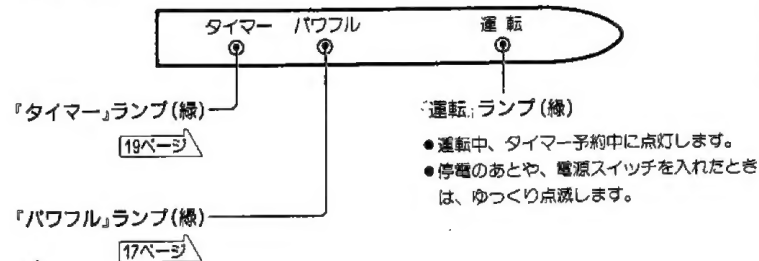 タイマー パワフル 運転
『タイマー』ランプ(緑)
19ページ
『パワフル』ランプ(緑)
17ページ
『運転』ランプ(緑)
●運転中、タイマー予約中に点灯します。
●停電のあとや、電源スイッチを入れたとき
は、ゆっくり点滅します。